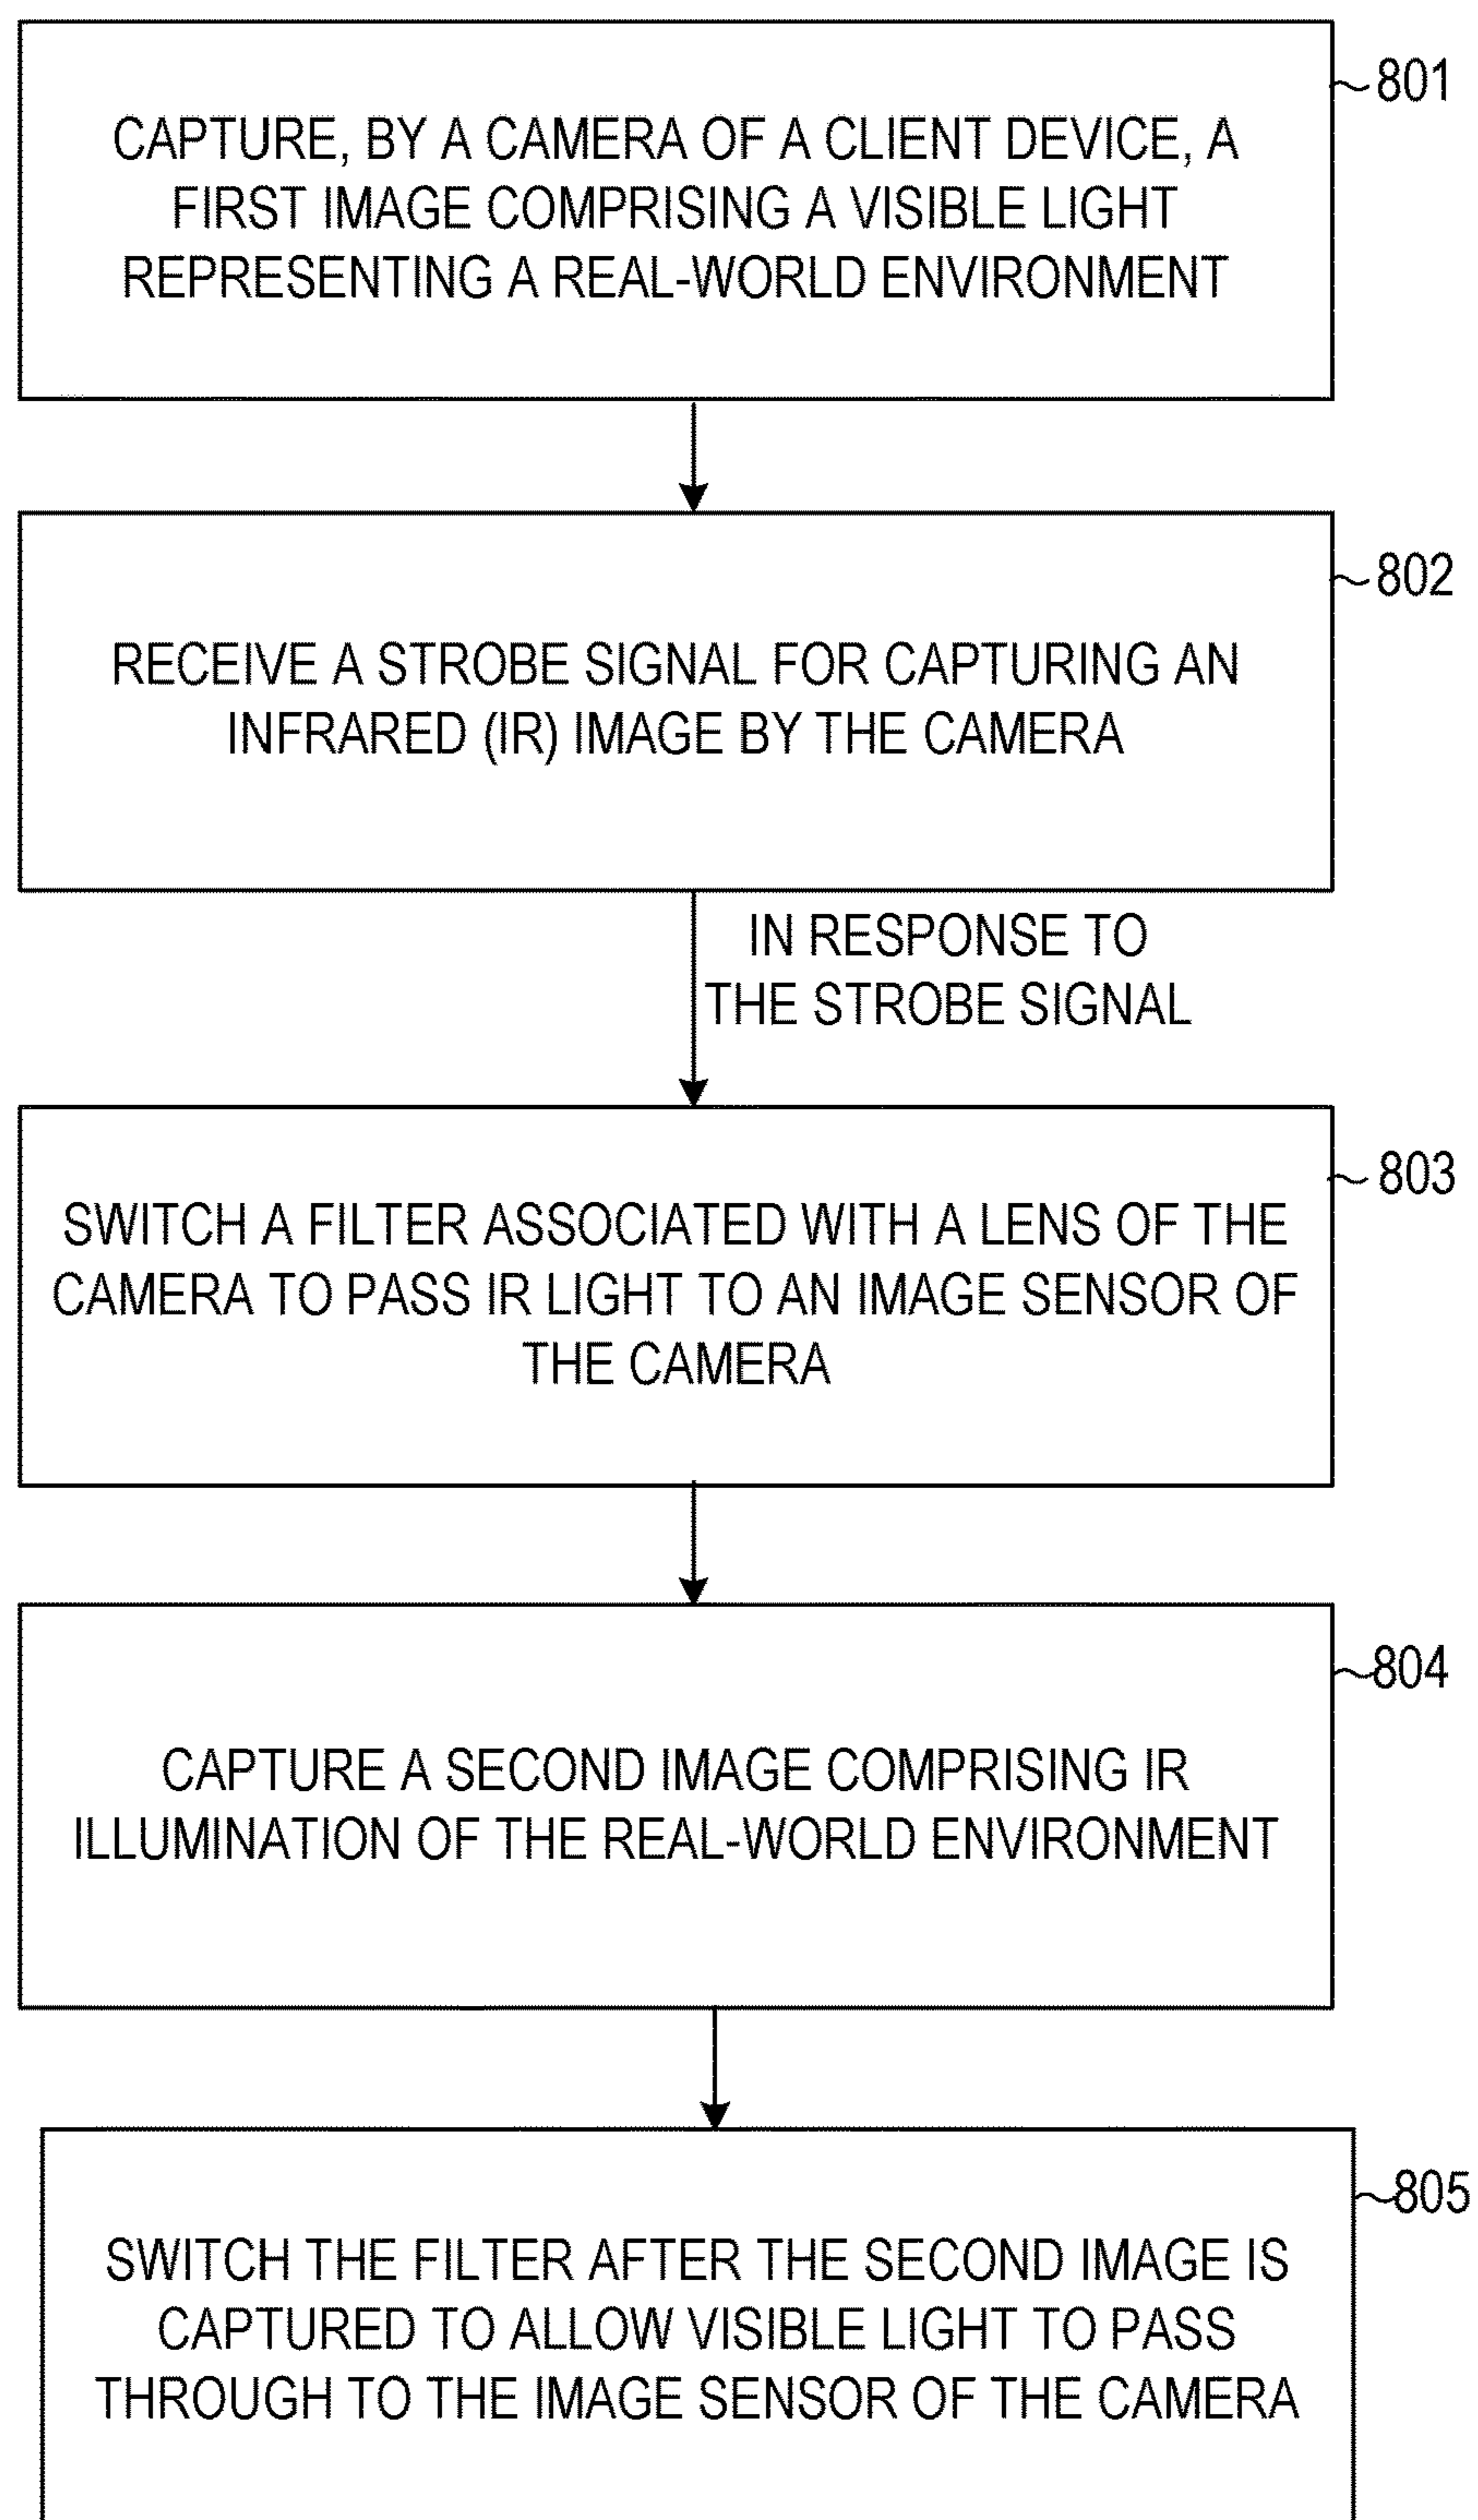 801
CAPTURE, BY A CAMERA OF A CLIENT DEVICE, A
FIRST IMAGE COMPRISING A VISIBLE LIGHT
REPRESENTING A REAL-WORLD ENVIRONMENT
802
RECEIVE A STROBE SIGNAL FOR CAPTURING AN
INFRARED (IR) IMAGE BY THE CAMERA
IN RESPONSE TO
THE STROBE SIGNAL
803
SWITCH A FILTER ASSOCIATED WITH A LENS OF THE
CAMERA TO PASS IR LIGHT TO AN IMAGE SENSOR OF
THE CAMERA
804
CAPTURE A SECOND IMAGE COMPRISING IR
ILLUMINATION OF THE REAL-WORLD ENVIRONMENT
805
SWITCH THE FILTER AFTER THE SECOND IMAGE IS
CAPTURED TO ALLOW VISIBLE LIGHT TO PASS
THROUGH TO THE IMAGE SENSOR OF THE CAMERA